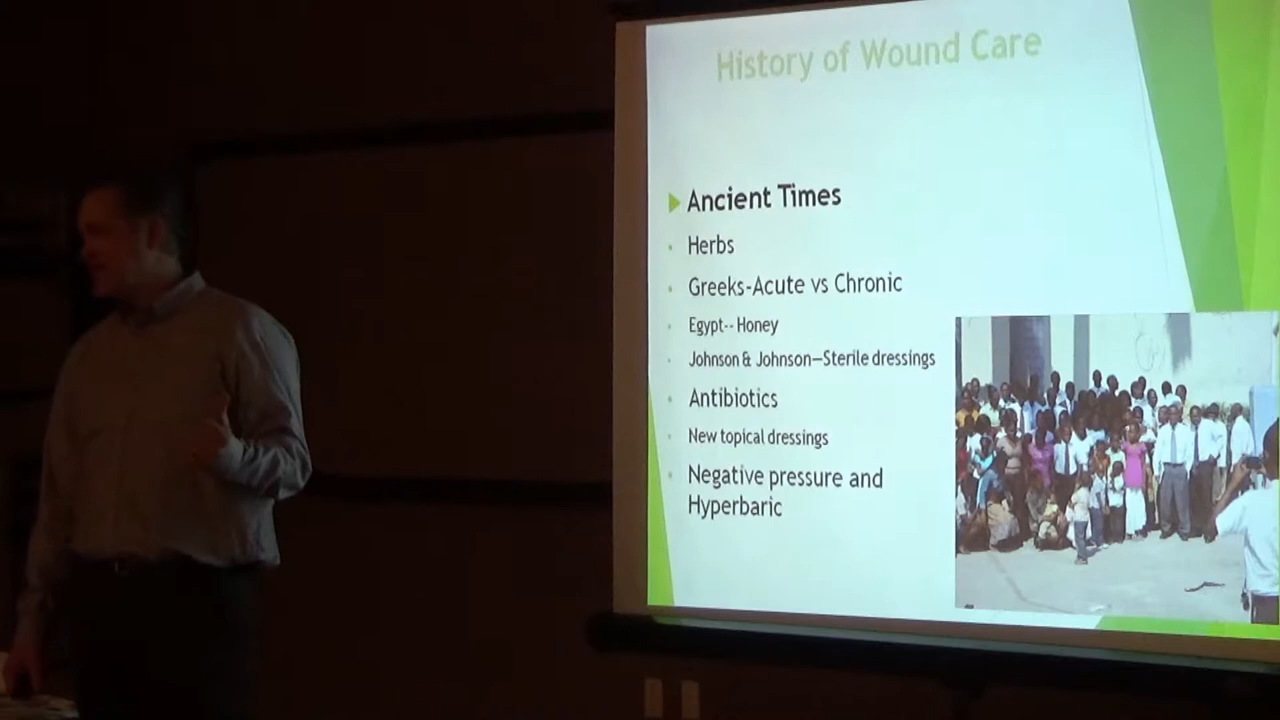 History of Wound Care
Ancient Times
Herbs
Greeks-Acute vs Chronic
Egypt-- Honey
Johnson & Johnson—Sterile dressings
Antibiotics
New topical dressings
Negative pressure and
Hyperbaric